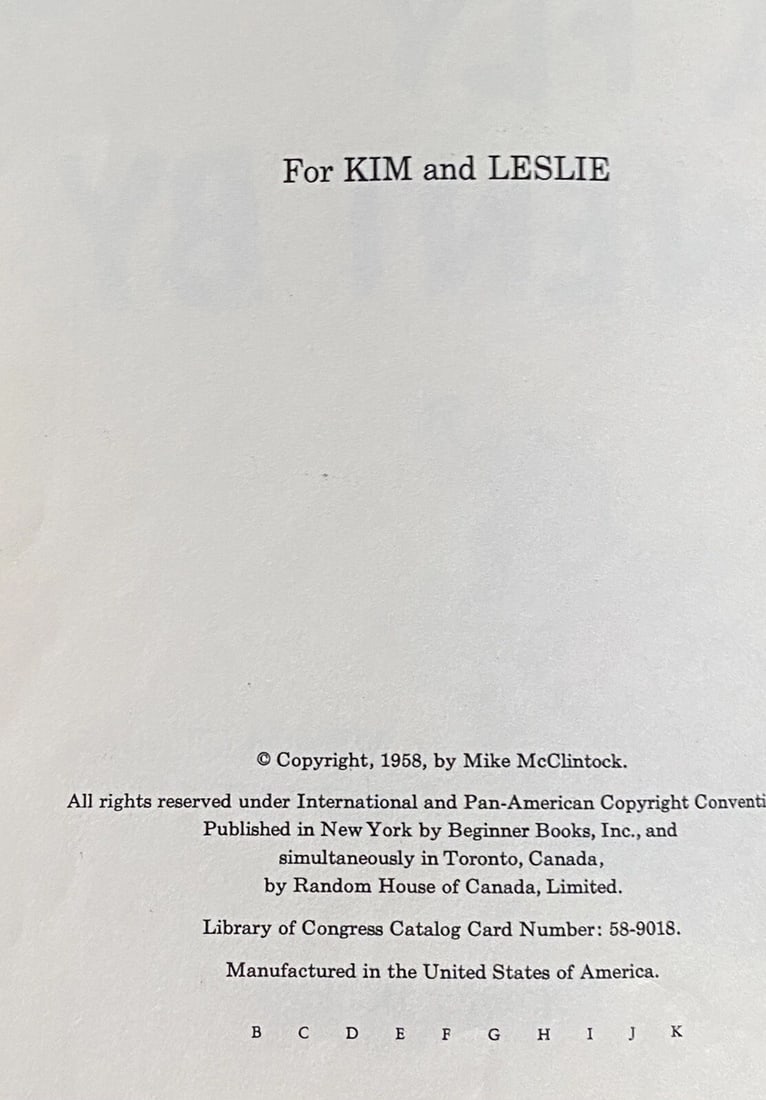 For KIM and LESLIE
© Copyright, 1958, by Mike McClintock.
All rights reserved under International and Pan-American Copyright Conventi
Published in New York by Beginner Books, Inc., and
simultaneously in Toronto, Canada,
by Random House of Canada, Limited.
Library of Congress Catalog Card Number: 58-9018.
Manufactured in the United States of America.
B C D E F G H I J K